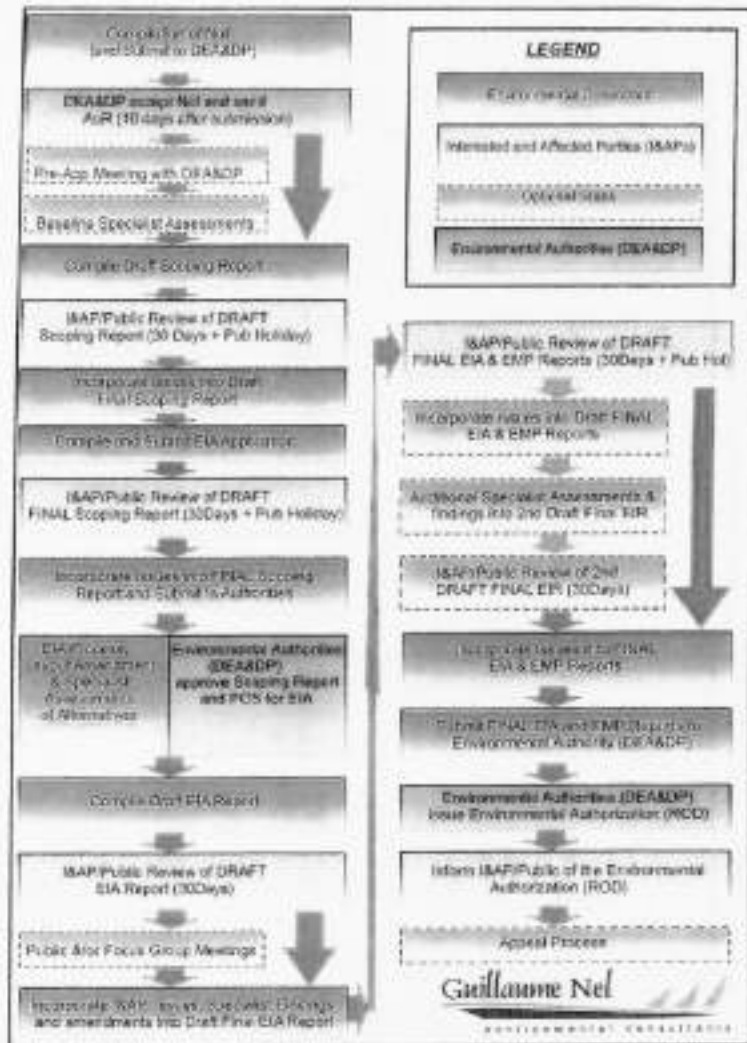 Compile
and Submit to DEA&DP)
DEA&DP accept NoI and send
AoR (10 days after submission)
Pre-App Meeting with DEA&DP
Baseline Specialist Assessments
Compile Draft Scoping Report
I&AP/Public Review of DRAFT
Scoping Report (30 Days + Pub Holiday)
Incorporate issues into Draft
Final Scoping Report
Compile and Submit EIA Application
I&AP/Public Review of DRAFT
FINAL Scoping Report (30Days + Pub Holiday)
Incorporate issues into FINAL Scoping
Report and Submit to Authorities
& Specialist
Assessments
of Alternatives
Environmental Authorities
(DEA&DP)
approve Scoping Report
and POS for EIA
Compile Draft EIA Report
I&AP/Public Review of DRAFT
EIA Report (30Days)
Public &/or Focus Group Meetings
Incorporate I&AP issues, specialist findings
and amendments into Draft Final EIA Report
LEGEND
Environmental Consultant
Interested and Affected Parties (I&APs)
Optional Steps
Environmental Authorities (DEA&DP)
I&AP/Public Review of DRAFT
FINAL EIA & EMP Reports (30Days + Pub Hol)
Incorporate issues into Draft FINAL
EIA & EMP Reports
Additional Specialist Assessments &
findings into 2nd Draft Final EIR
I&AP/Public Review of 2nd
DRAFT FINAL EIR (30Days)
Incorporate issues into FINAL
EIA & EMP Reports
Submit FINAL EIA and EMP Reports to
Environmental Authority (DEA&DP)
Environmental Authorities (DEA&DP)
issue Environmental Authorization (ROD)
Inform I&AP/Public of the Environmental
Authorization (ROD)
Appeal Process
Guillaume Nel
environmental consultants